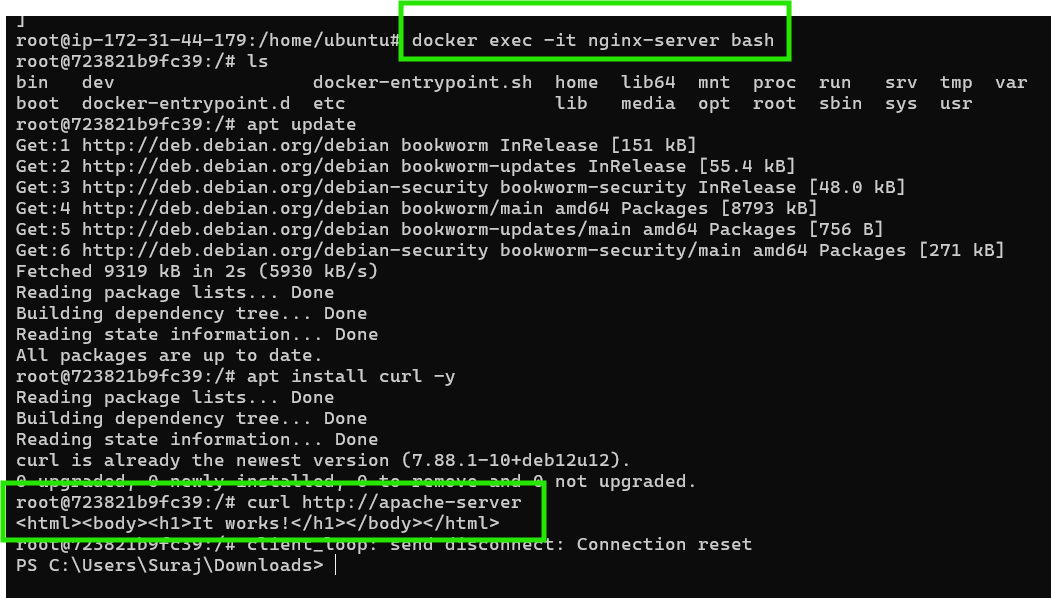 ]
root@ip-172-31-44-179:/home/ubuntu# docker exec -it nginx-server bash
root@723821b9fc39:/# ls
bin   dev                  docker-entrypoint.sh  home  lib64  mnt  proc  run   srv  tmp  var
boot  docker-entrypoint.d  etc                   lib   media  opt  root  sbin  sys  usr
root@723821b9fc39:/# apt update
Get:1 http://deb.debian.org/debian bookworm InRelease [151 kB]
Get:2 http://deb.debian.org/debian bookworm-updates InRelease [55.4 kB]
Get:3 http://deb.debian.org/debian-security bookworm-security InRelease [48.0 kB]
Get:4 http://deb.debian.org/debian bookworm/main amd64 Packages [8793 kB]
Get:5 http://deb.debian.org/debian bookworm-updates/main amd64 Packages [756 B]
Get:6 http://deb.debian.org/debian-security bookworm-security/main amd64 Packages [271 kB]
Fetched 9319 kB in 2s (5930 kB/s)
Reading package lists... Done
Building dependency tree... Done
Reading state information... Done
All packages are up to date.
root@723821b9fc39:/# apt install curl -y
Reading package lists... Done
Building dependency tree... Done
Reading state information... Done
curl is already the newest version (7.88.1-10+deb12u12).
0 upgraded, 0 newly installed, 0 to remove and 0 not upgraded.
root@723821b9fc39:/# curl http://apache-server
<html><body><h1>It works!</h1></body></html>
root@723821b9fc39:/# client_loop: send disconnect: Connection reset
PS C:\Users\Suraj\Downloads>